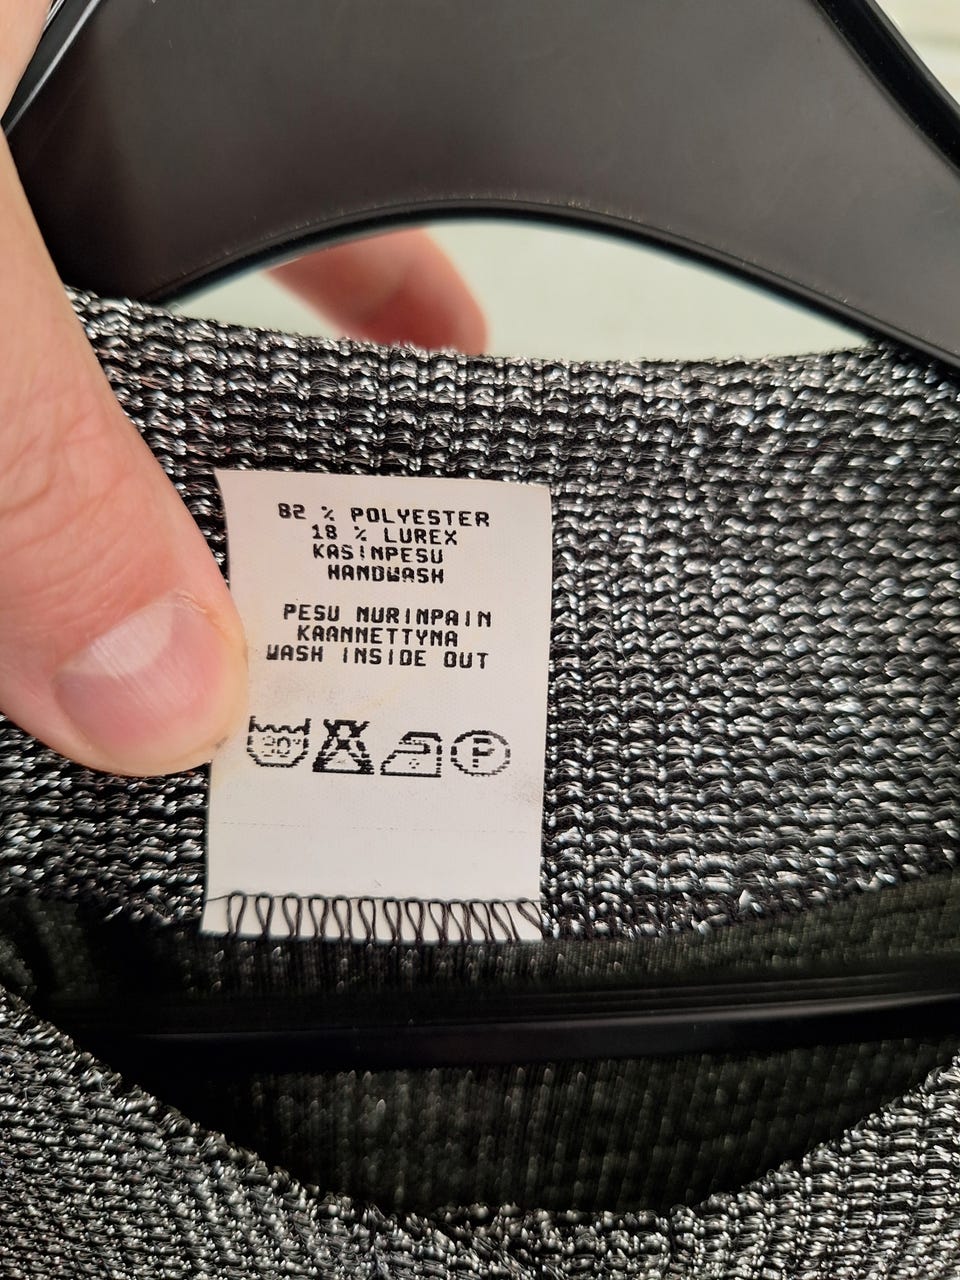 82 % POLYESTER
18 % LUREX
KASINPESU
HANDWASH
PESU NURINPAIN
KAANNETTYNA
WASH INSIDE OUT
30° P